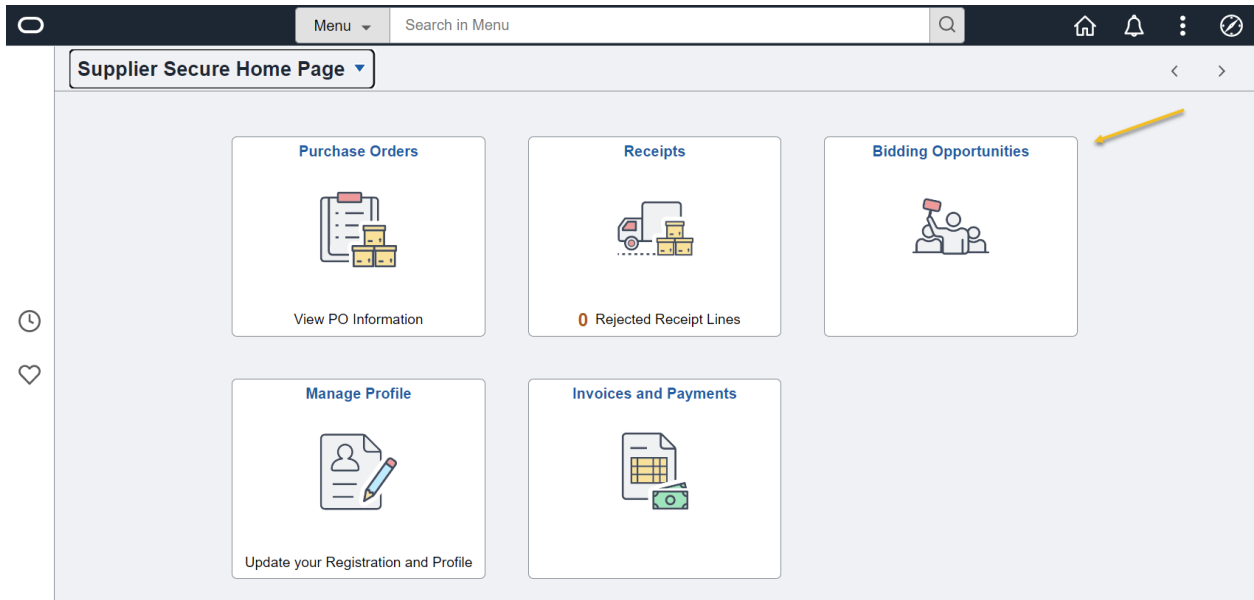 Menu
Search in Menu
Supplier Secure Home Page
Purchase Orders
Receipts
Bidding Opportunities
View PO Information
0 Rejected Receipt Lines
Manage Profile
Invoices and Payments
Update your Registration and Profile